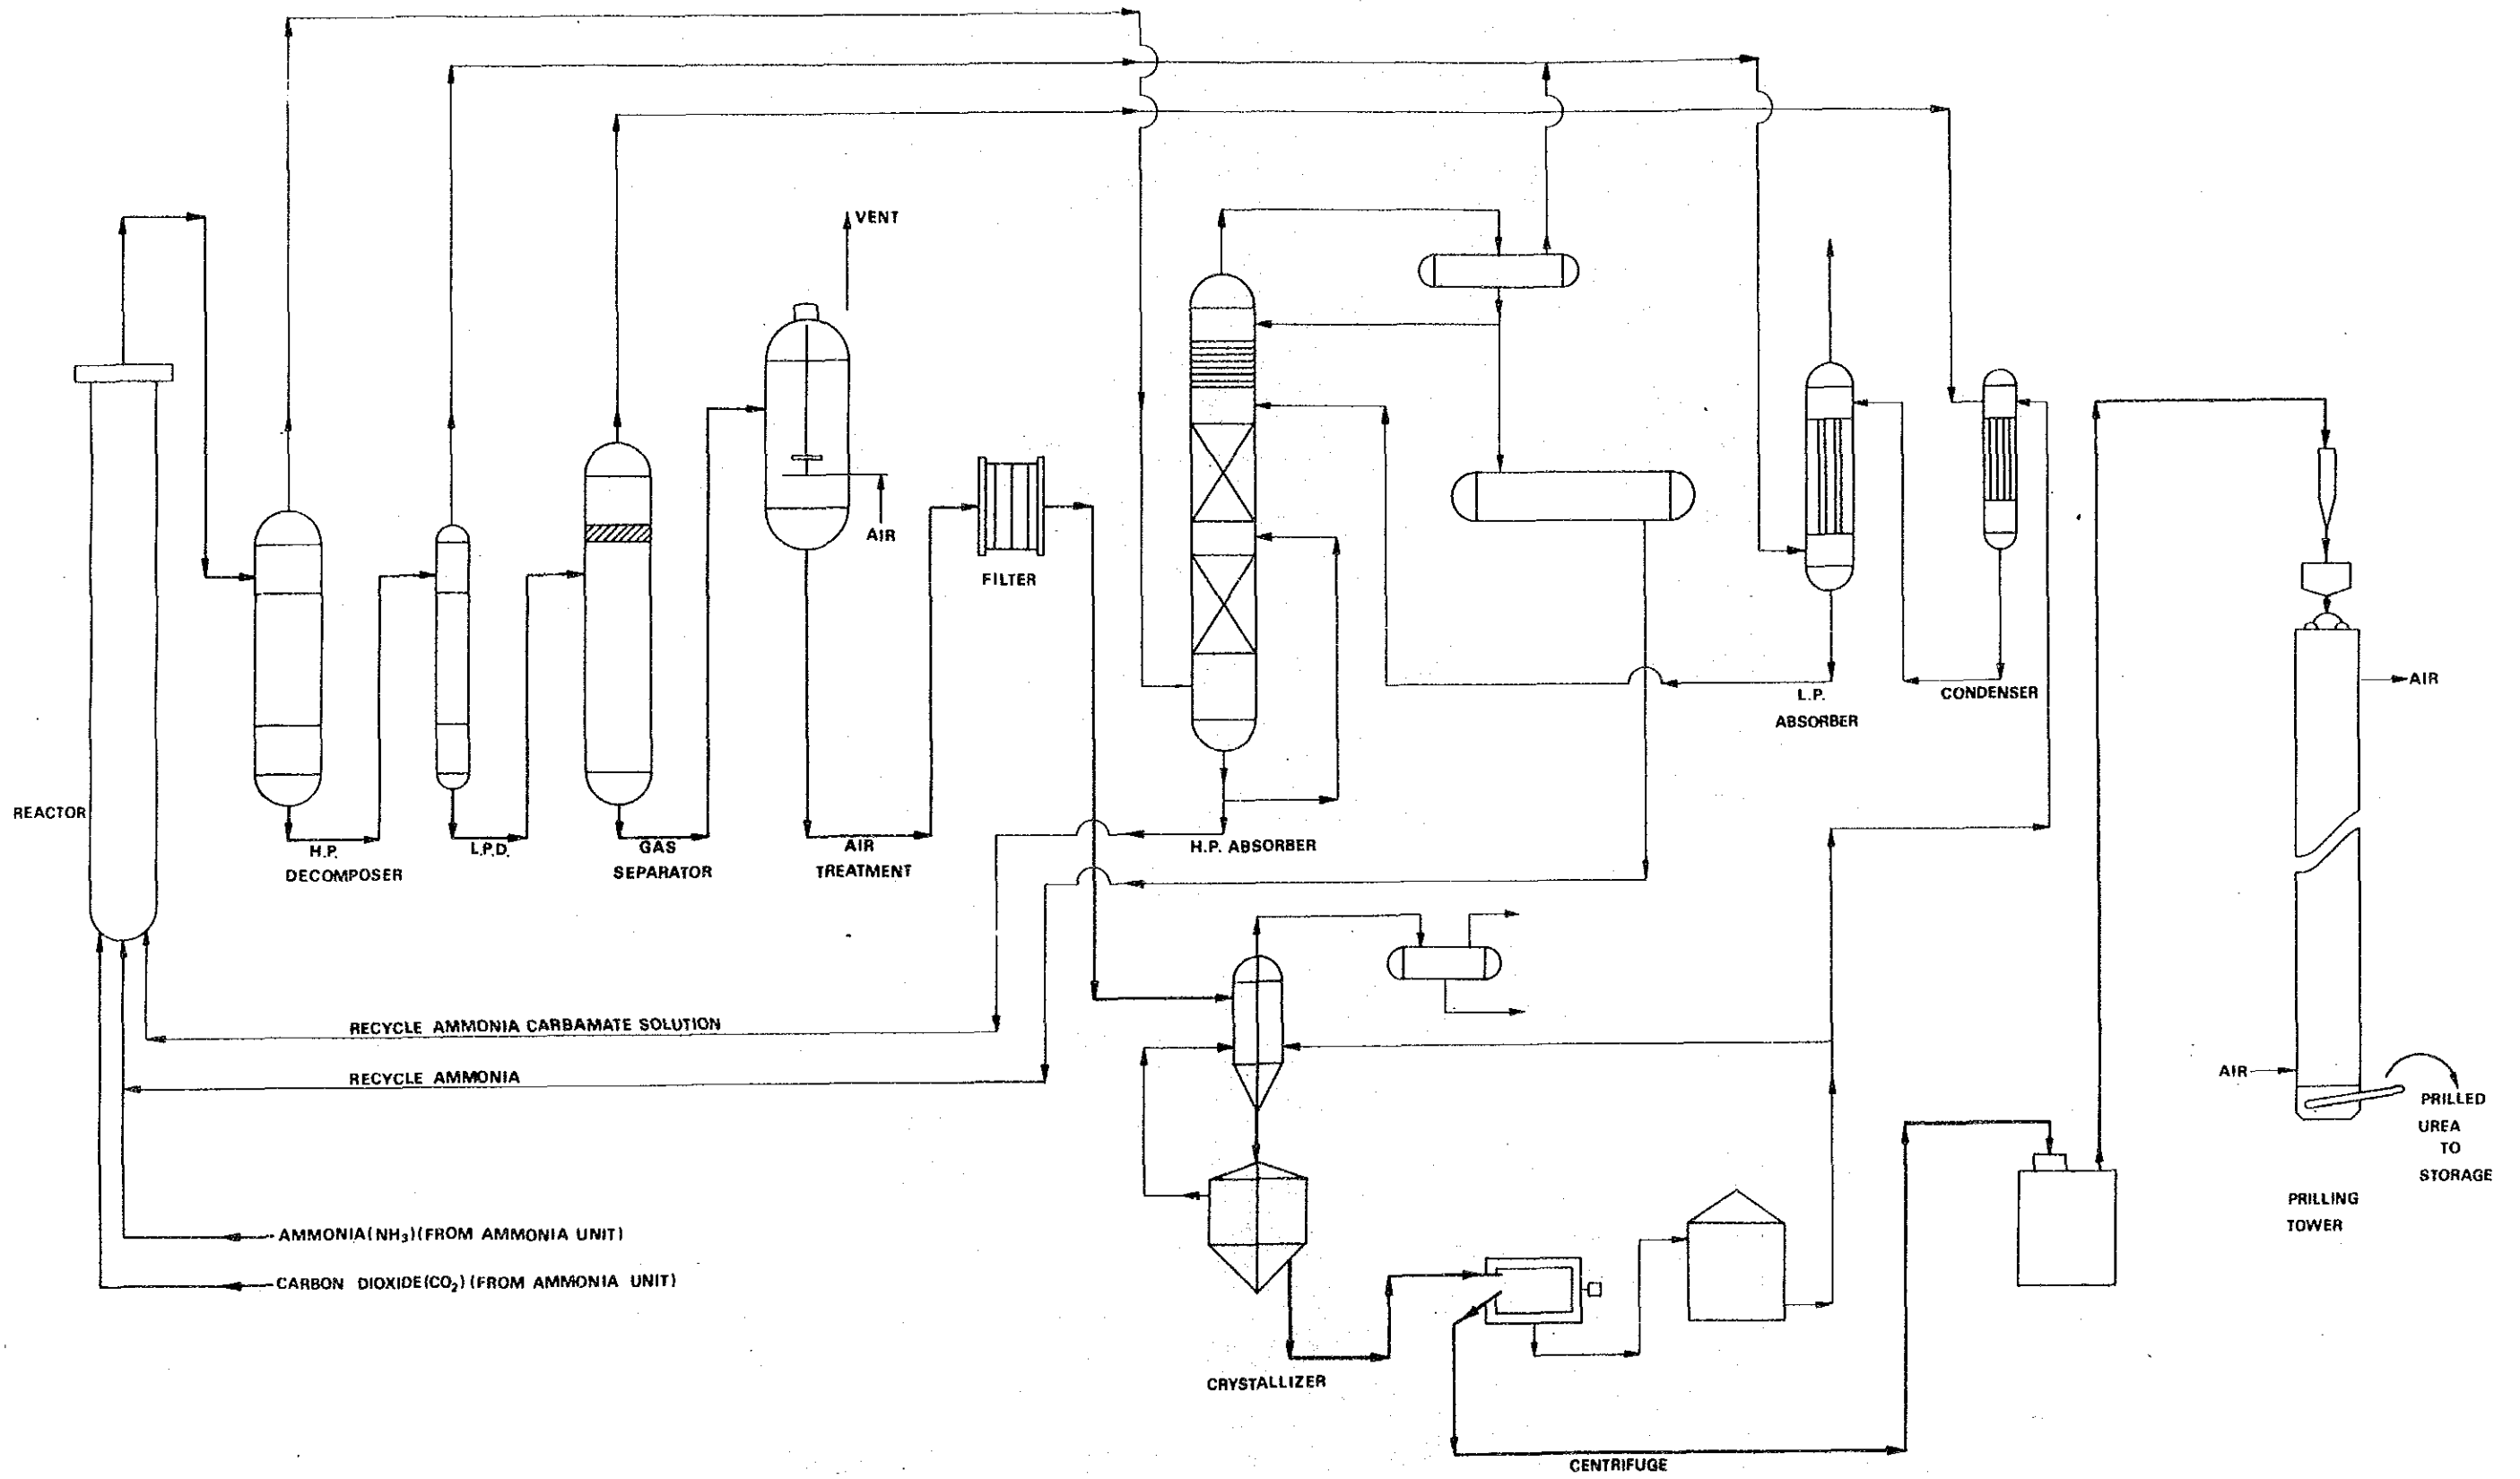 VENT
AIR
FILTER
REACTOR
H.P.
DECOMPOSER
L.P.D.
GAS
SEPARATOR
AIR
TREATMENT
H.P. ABSORBER
L.P.
ABSORBER
CONDENSER
AIR
RECYCLE AMMONIA CARBAMATE SOLUTION
RECYCLE AMMONIA
AIR
PRILLED
UREA
TO
STORAGE
PRILLING
TOWER
AMMONIA(NH₃)(FROM AMMONIA UNIT)
CARBON DIOXIDE(CO₂)(FROM AMMONIA UNIT)
CRYSTALLIZER
CENTRIFUGE